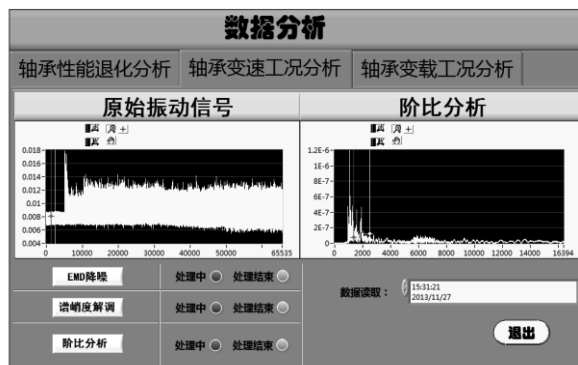 数据分析
轴承性能退化分析 轴承变速工况分析 轴承变载工况分析
原始振动信号 阶比分析
0.018
0.016
0.014
0.012
0.010
0.008
0.006
0.004
0 10000 20000 30000 40000 50000 65535
1.2E-6
1E-6
8E-7
6E-7
4E-7
2E-7
0
0 2000 4000 6000 8000 10000 12000 14000 16394
EMD降噪 处理中 处理结束
谱峭度解调 处理中 处理结束
阶比分析 处理中 处理结束
数据读取： 15:31:21
2013/11/27
退出